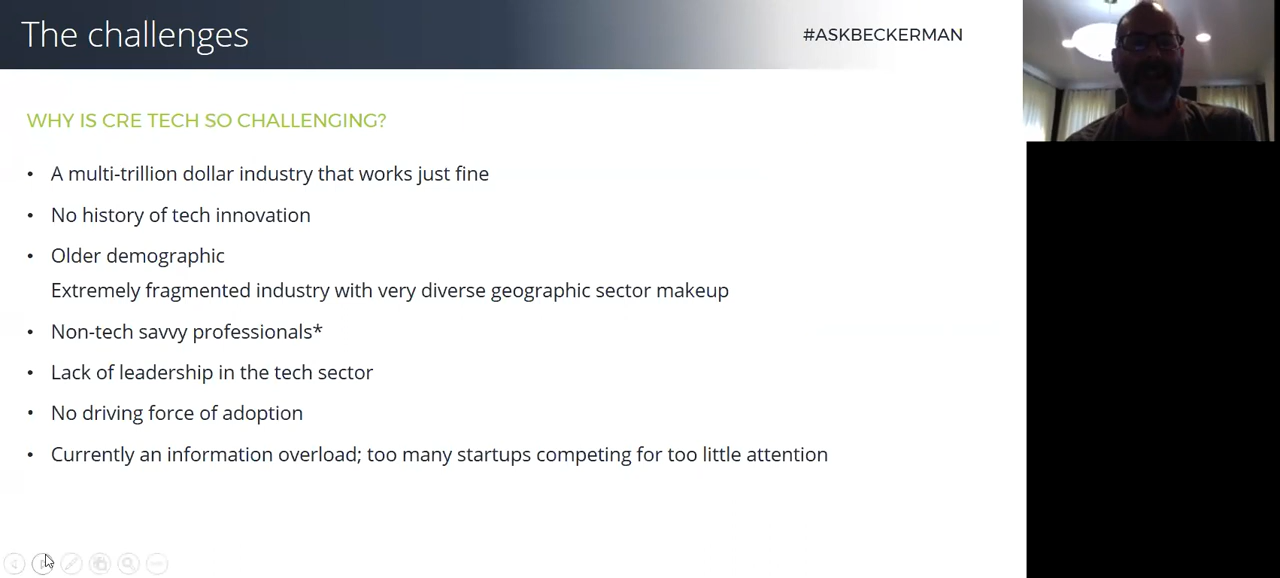 The challenges
#ASKBECKERMAN
WHY IS CRE TECH SO CHALLENGING?
• A multi-trillion dollar industry that works just fine
• No history of tech innovation
• Older demographic
Extremely fragmented industry with very diverse geographic sector makeup
• Non-tech savvy professionals*
• Lack of leadership in the tech sector
• No driving force of adoption
• Currently an information overload; too many startups competing for too little attention